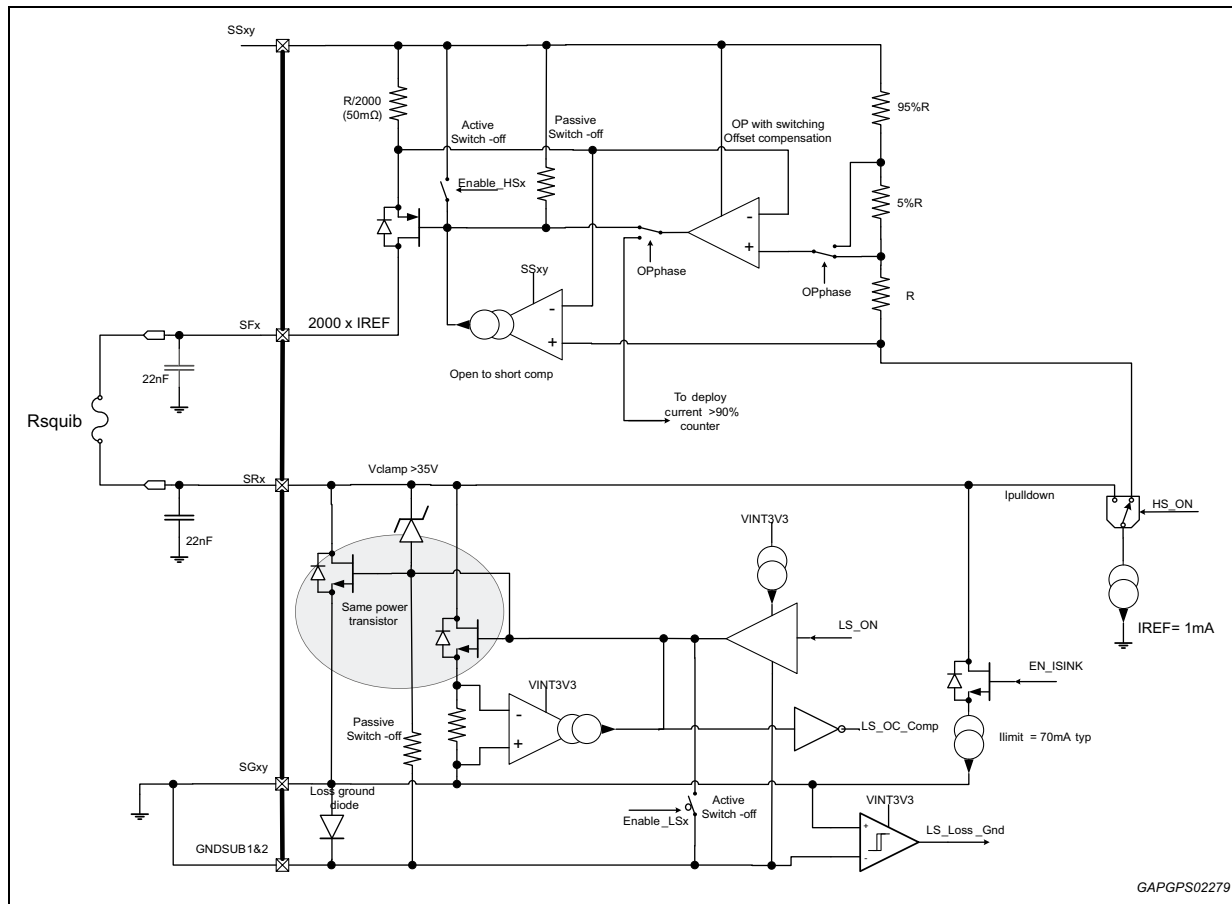 SSxy
R/2000
(50mΩ)
Active
Switch -off
Passive
Switch -off
OP with switching
Offset compensation
95%R
Enable_HSx
5%R
-
+
OPphase
OPphase
SSxy
R
-
+
SFx
2000 x IREF
22nF
Open to short comp
Rsquib
To deploy
current >90%
counter
SRx
Vclamp >35V
Ipulldown
22nF
VINT3V3
HS_ON
Same power
transistor
LS_ON
IREF= 1mA
EN_ISINK
VINT3V3
-
+
Passive
Switch -off
LS_OC_Comp
Ilimit = 70mA typ
SGxy
Loss ground
diode
Active
Switch -off
Enable_LSx
VINT3V3
+
-
LS_Loss_Gnd
GNDSUB1&2
GAPGPS02279